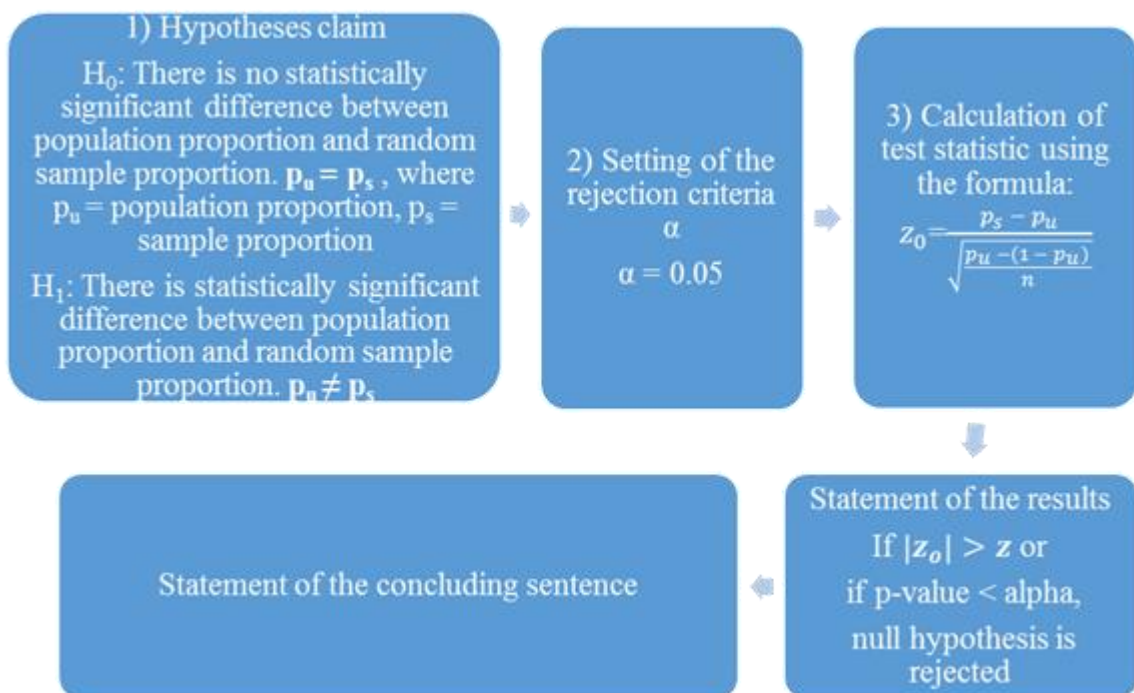 1) Hypotheses claim
H₀: There is no statistically
significant difference between
population proportion and random
sample proportion. pᵤ = pₛ , where
pᵤ = population proportion, pₛ =
sample proportion
H₁: There is statistically significant
difference between population
proportion and random sample
proportion. pᵤ ≠ pₛ
2) Setting of the
rejection criteria
α
α = 0.05
3) Calculation of
test statistic using
the formula:
z₀=(pₛ − pᵤ)/√((pᵤ −(1− pᵤ))/n)
Statement of the results
If |zₒ| > z or
if p-value < alpha,
null hypothesis is
rejected
Statement of the concluding sentence